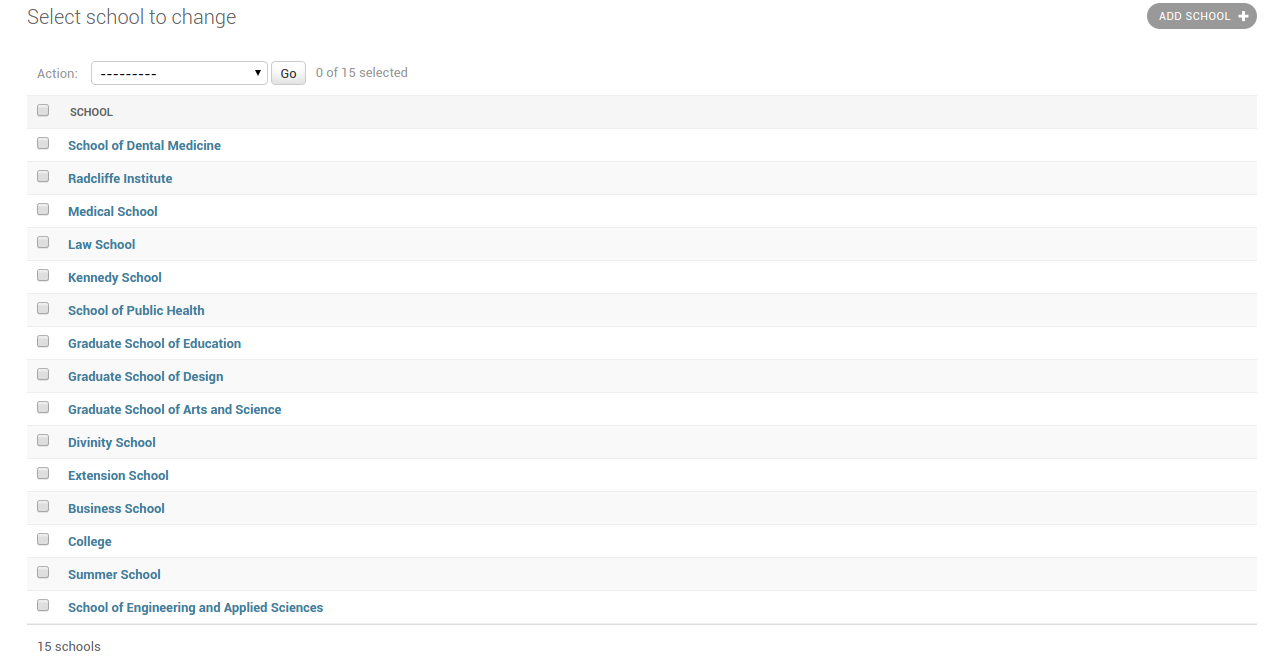 Select school to change
ADD SCHOOL +
Action: --------- Go 0 of 15 selected
SCHOOL
School of Dental Medicine
Radcliffe Institute
Medical School
Law School
Kennedy School
School of Public Health
Graduate School of Education
Graduate School of Design
Graduate School of Arts and Science
Divinity School
Extension School
Business School
College
Summer School
School of Engineering and Applied Sciences
15 schools